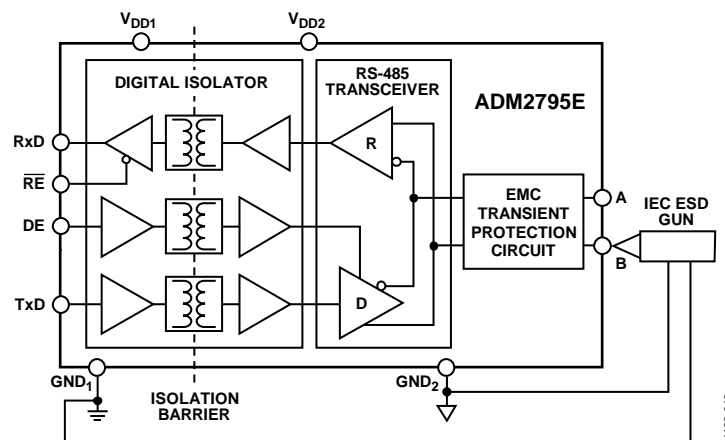 VDD1
VDD2
DIGITAL ISOLATOR
RS-485
TRANSCEIVER
ADM2795E
RxD
R
RE
DE
EMC
TRANSIENT
PROTECTION
CIRCUIT
A
IEC ESD
GUN
B
TxD
D
GND1
ISOLATION
BARRIER
GND2